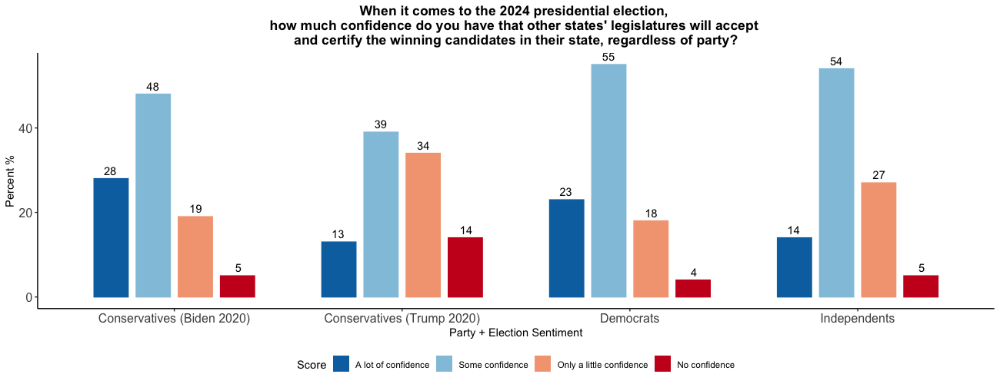 When it comes to the 2024 presidential election,
how much confidence do you have that other states' legislatures will accept
and certify the winning candidates in their state, regardless of party?
Percent %
40
20
0
28
48
19
5
13
39
34
14
23
55
18
4
14
54
27
5
Conservatives (Biden 2020)
Conservatives (Trump 2020)
Democrats
Independents
Party + Election Sentiment
Score
A lot of confidence
Some confidence
Only a little confidence
No confidence